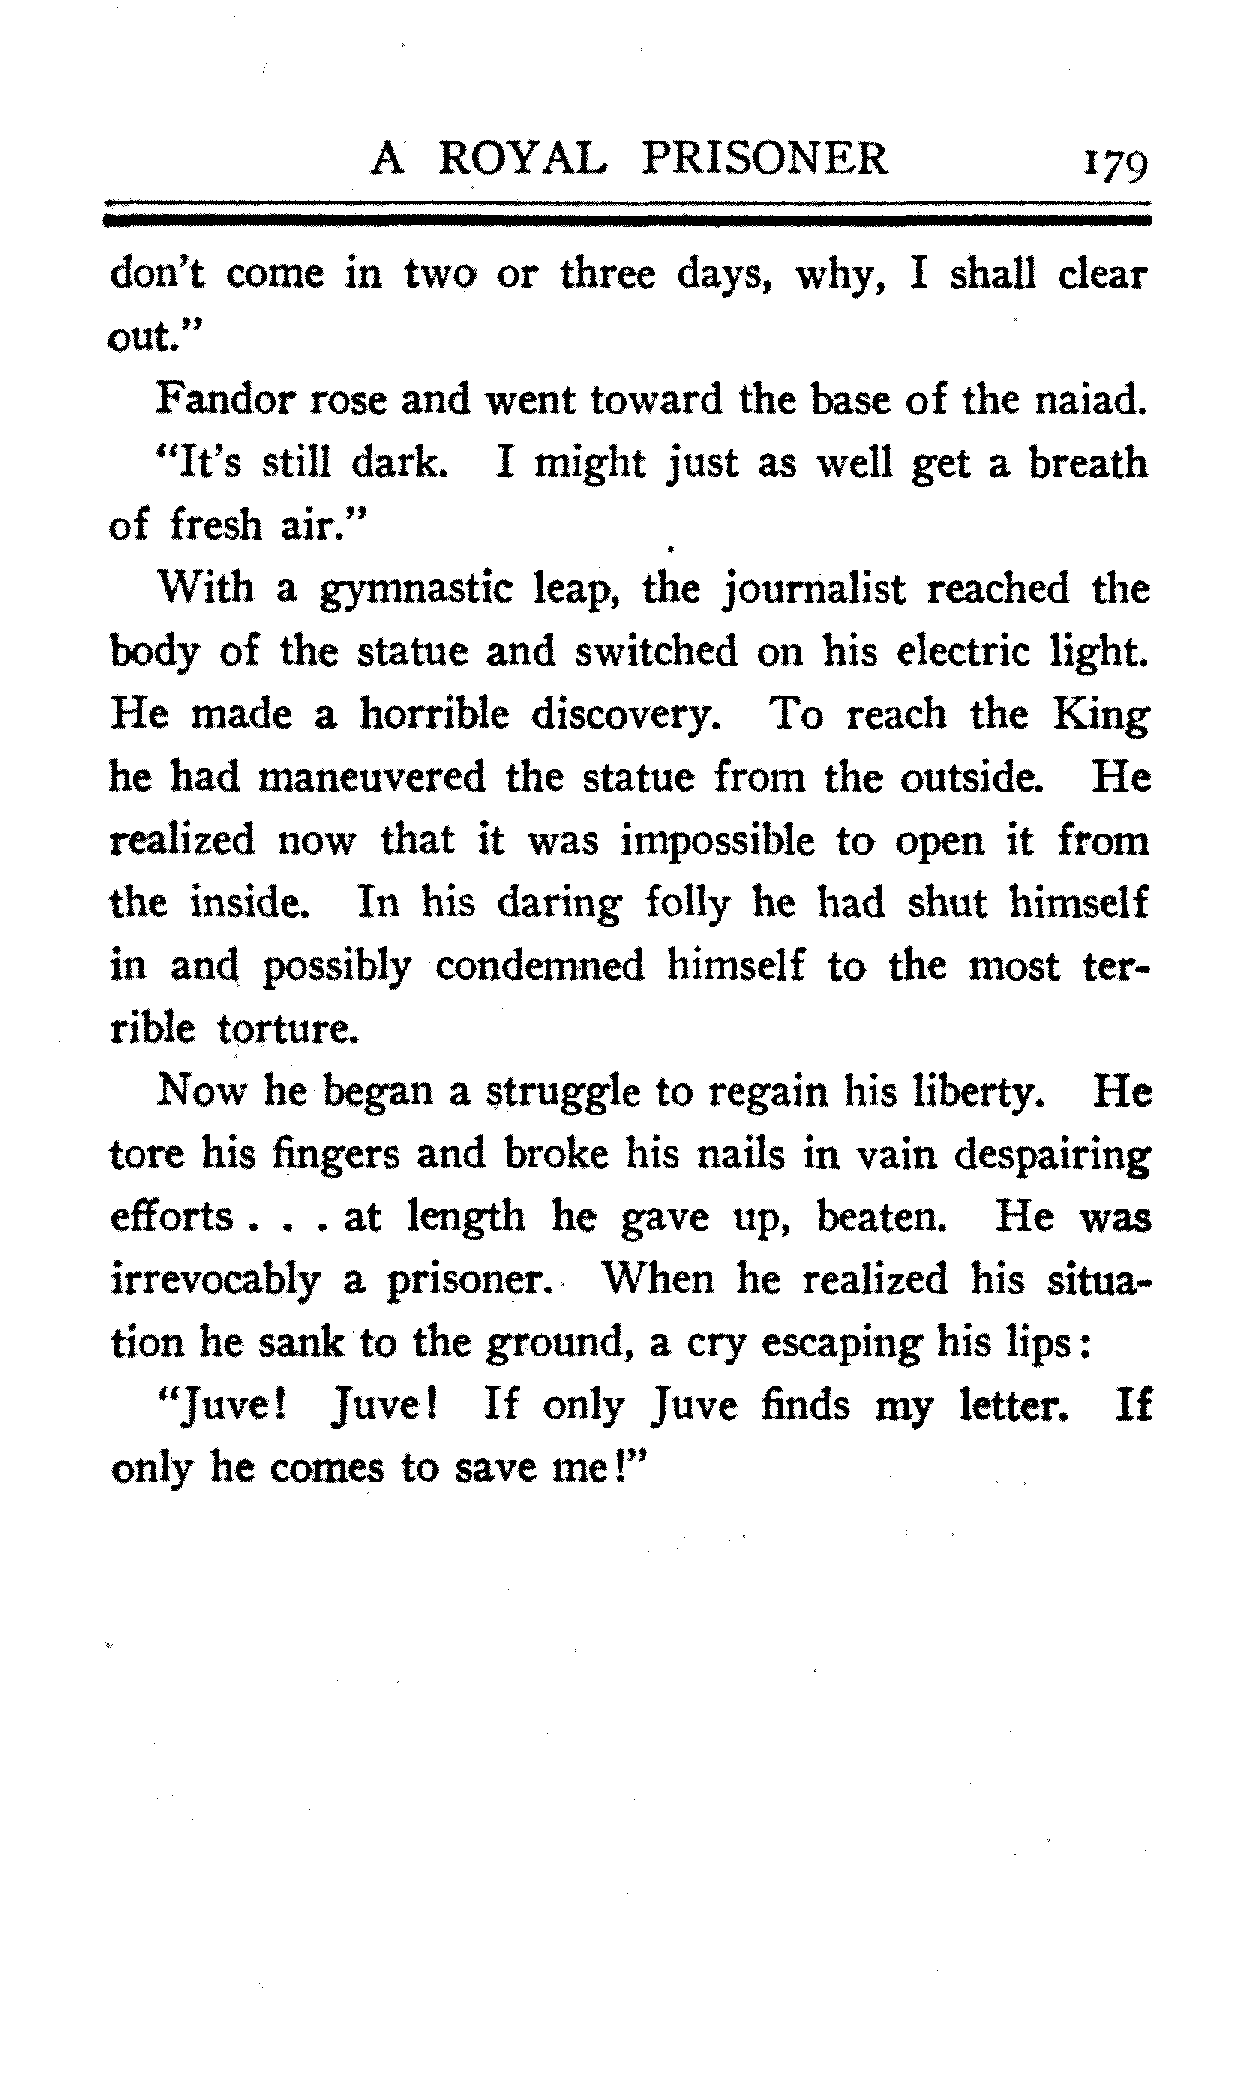 A ROYAL PRISONER 179
don't come in two or three days, why, I shall clear
out."
Fandor rose and went toward the base of the naiad.
"It's still dark. I might just as well get a breath
of fresh air."
With a gymnastic leap, the journalist reached the
body of the statue and switched on his electric light.
He made a horrible discovery. To reach the King
he had maneuvered the statue from the outside. He
realized now that it was impossible to open it from
the inside. In his daring folly he had shut himself
in and possibly condemned himself to the most ter-
rible torture.
Now he began a struggle to regain his liberty. He
tore his fingers and broke his nails in vain despairing
efforts . . . at length he gave up, beaten. He was
irrevocably a prisoner. When he realized his situa-
tion he sank to the ground, a cry escaping his lips:
"Juve! Juve! If only Juve finds my letter. If
only he comes to save me!"